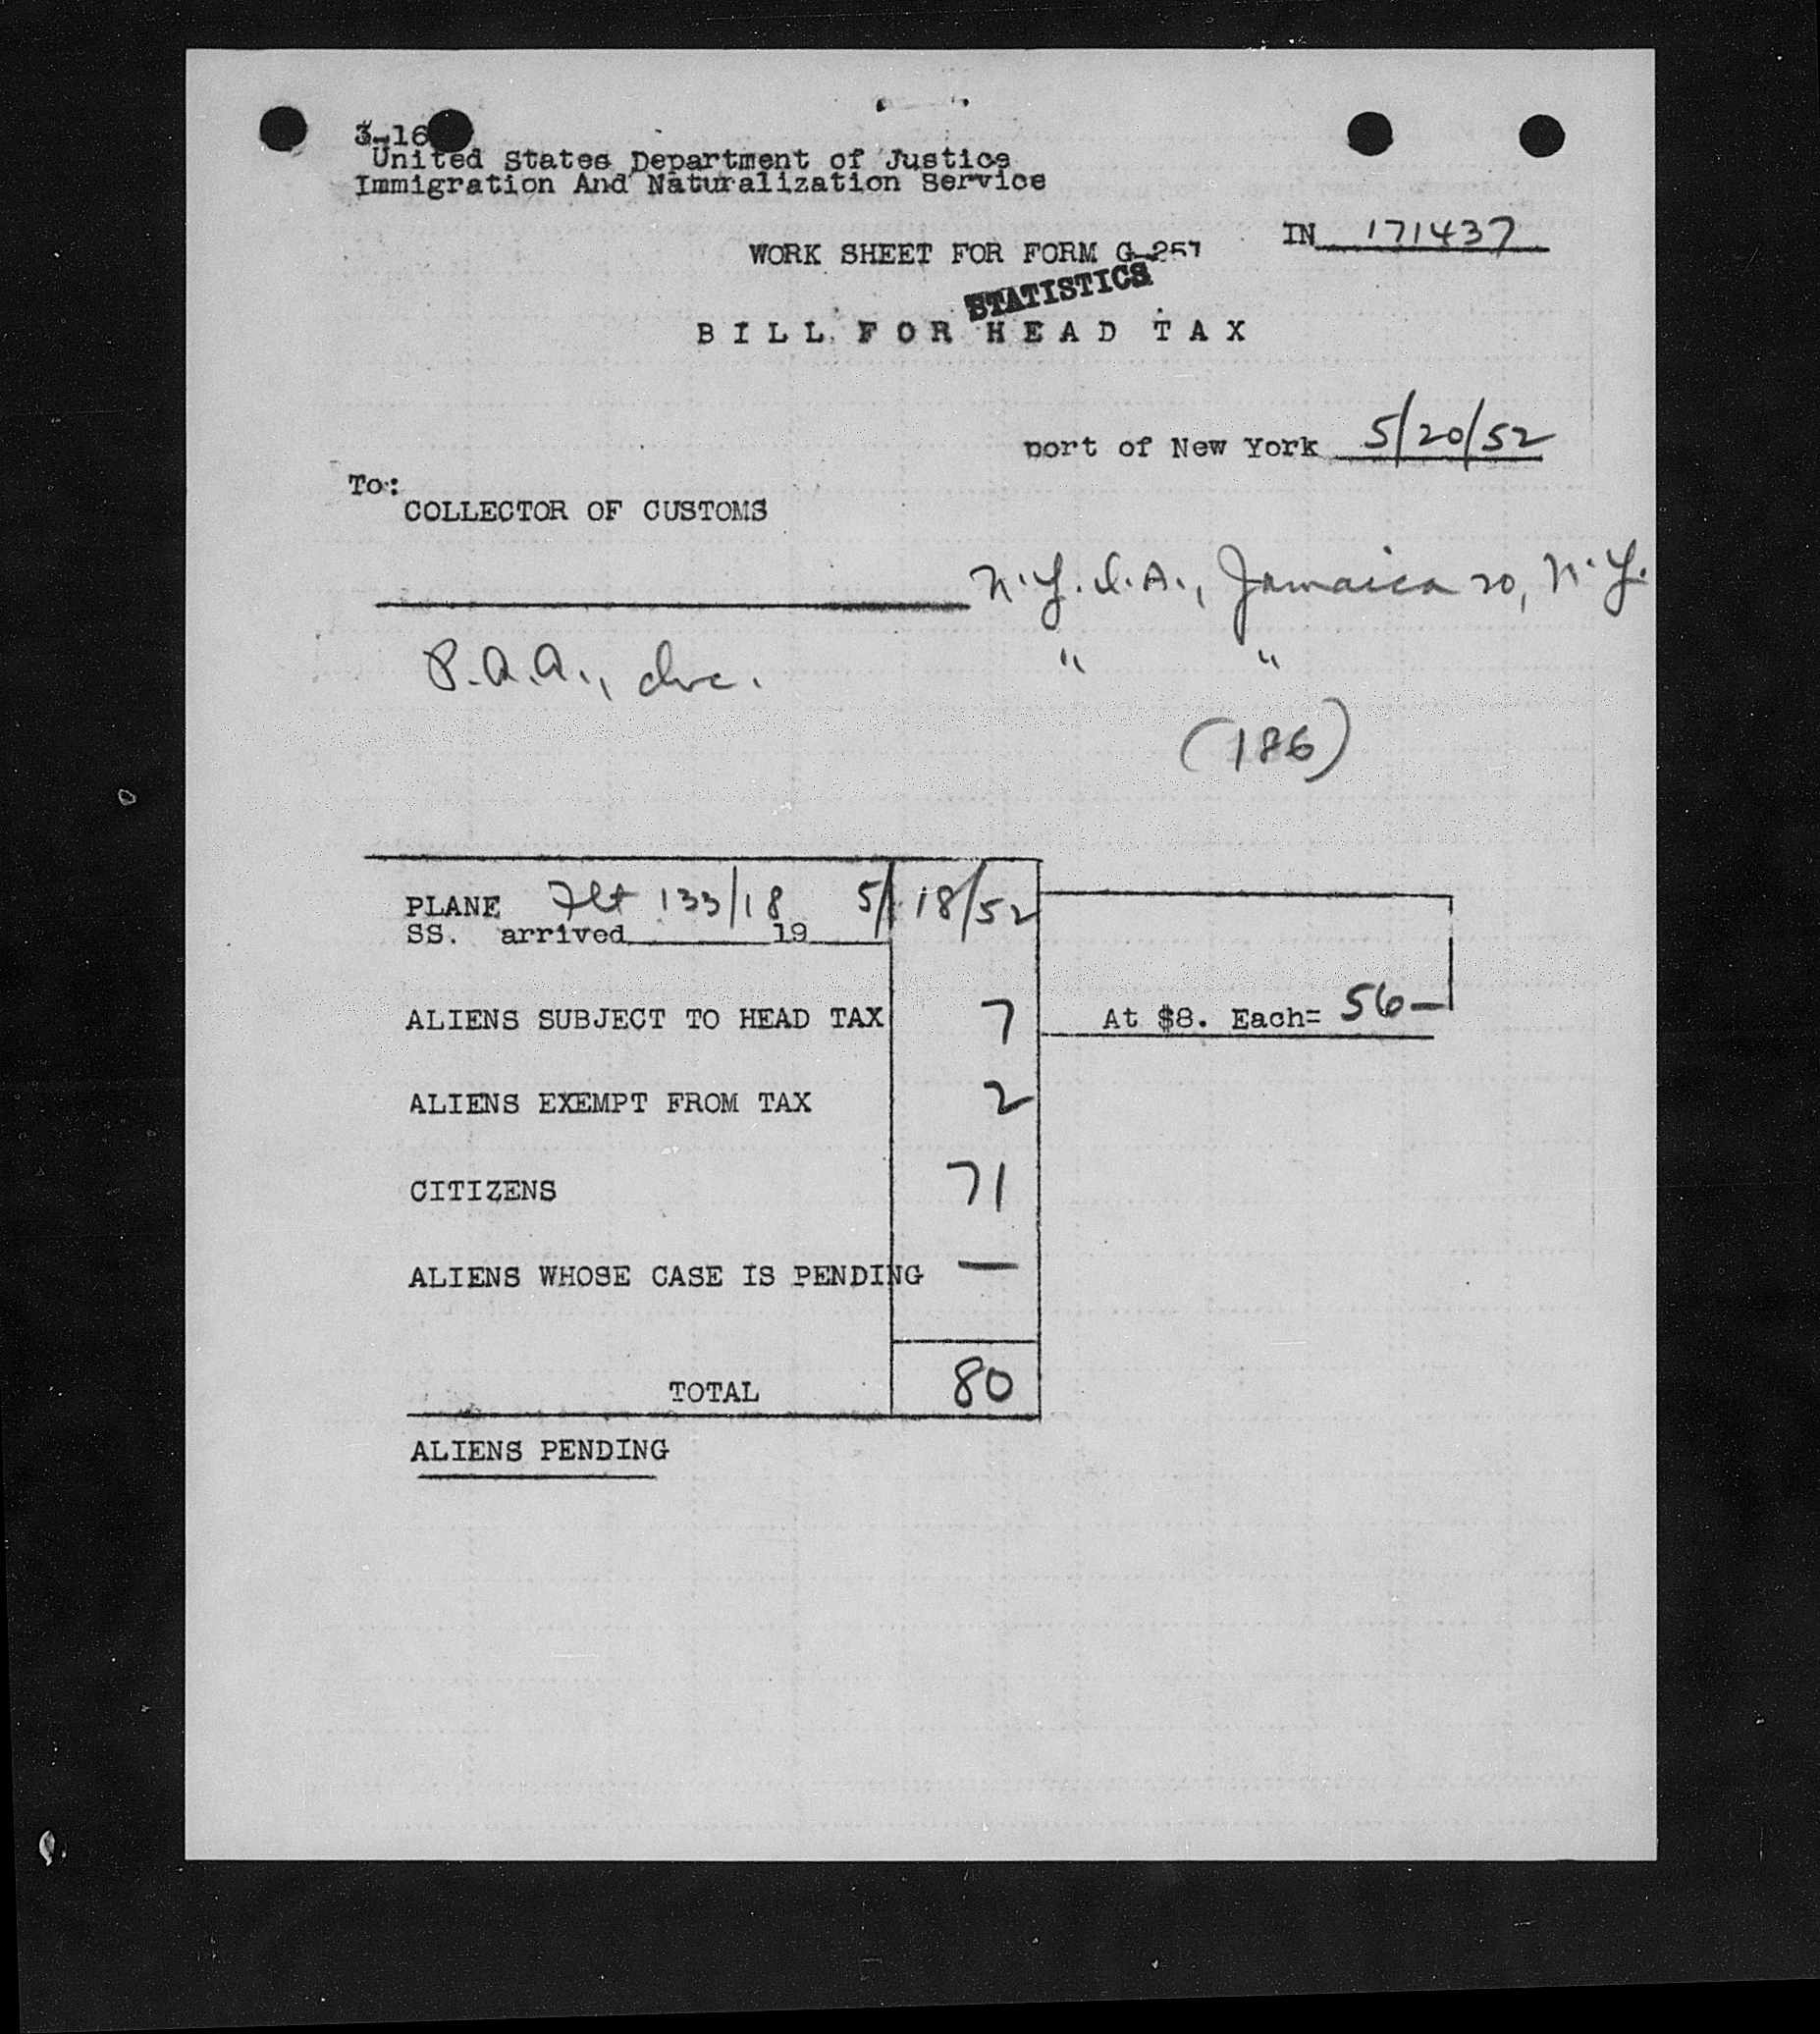 3-16
United States Department of Justice
Immigration And Naturalization Service
IN 171437
WORK SHEET FOR FORM G-257
STATISTICS
BILL FOR HEAD TAX
port of New York 5/20/52
To:
COLLECTOR OF CUSTOMS
N.Y.I.A., Jamaica 20, N.Y.
P.A.A., Inc. " "
(186)
PLANE Flt 133/18 5/18/52
SS. arrived 19
ALIENS SUBJECT TO HEAD TAX 7 At $8. Each= 56—
ALIENS EXEMPT FROM TAX 2
CITIZENS 71
ALIENS WHOSE CASE IS PENDING —
TOTAL 80
ALIENS PENDING